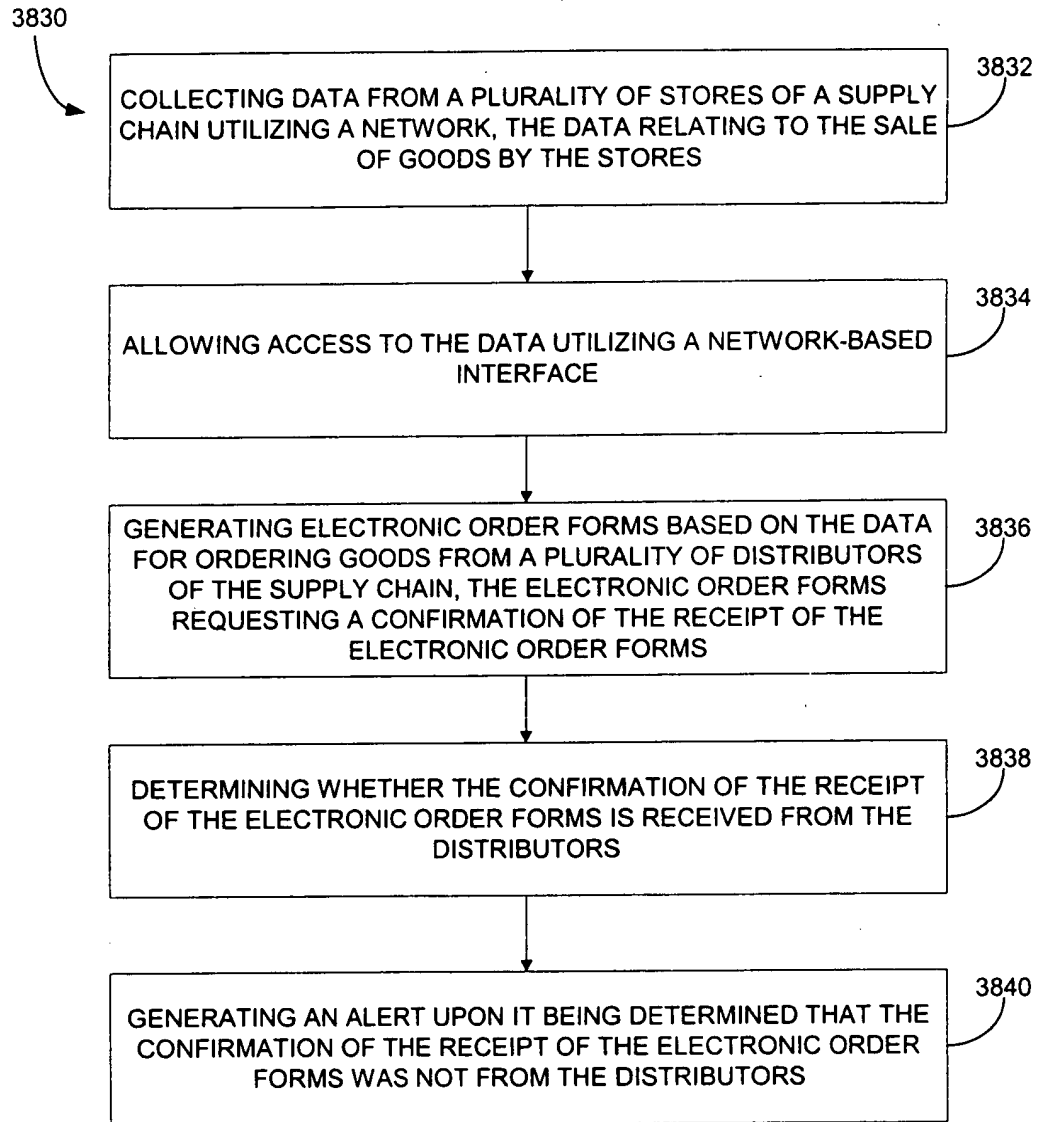 3830
3832
COLLECTING DATA FROM A PLURALITY OF STORES OF A SUPPLY
CHAIN UTILIZING A NETWORK, THE DATA RELATING TO THE SALE
OF GOODS BY THE STORES
3834
ALLOWING ACCESS TO THE DATA UTILIZING A NETWORK-BASED
INTERFACE
3836
GENERATING ELECTRONIC ORDER FORMS BASED ON THE DATA
FOR ORDERING GOODS FROM A PLURALITY OF DISTRIBUTORS
OF THE SUPPLY CHAIN, THE ELECTRONIC ORDER FORMS
REQUESTING A CONFIRMATION OF THE RECEIPT OF THE
ELECTRONIC ORDER FORMS
3838
DETERMINING WHETHER THE CONFIRMATION OF THE RECEIPT
OF THE ELECTRONIC ORDER FORMS IS RECEIVED FROM THE
DISTRIBUTORS
3840
GENERATING AN ALERT UPON IT BEING DETERMINED THAT THE
CONFIRMATION OF THE RECEIPT OF THE ELECTRONIC ORDER
FORMS WAS NOT FROM THE DISTRIBUTORS